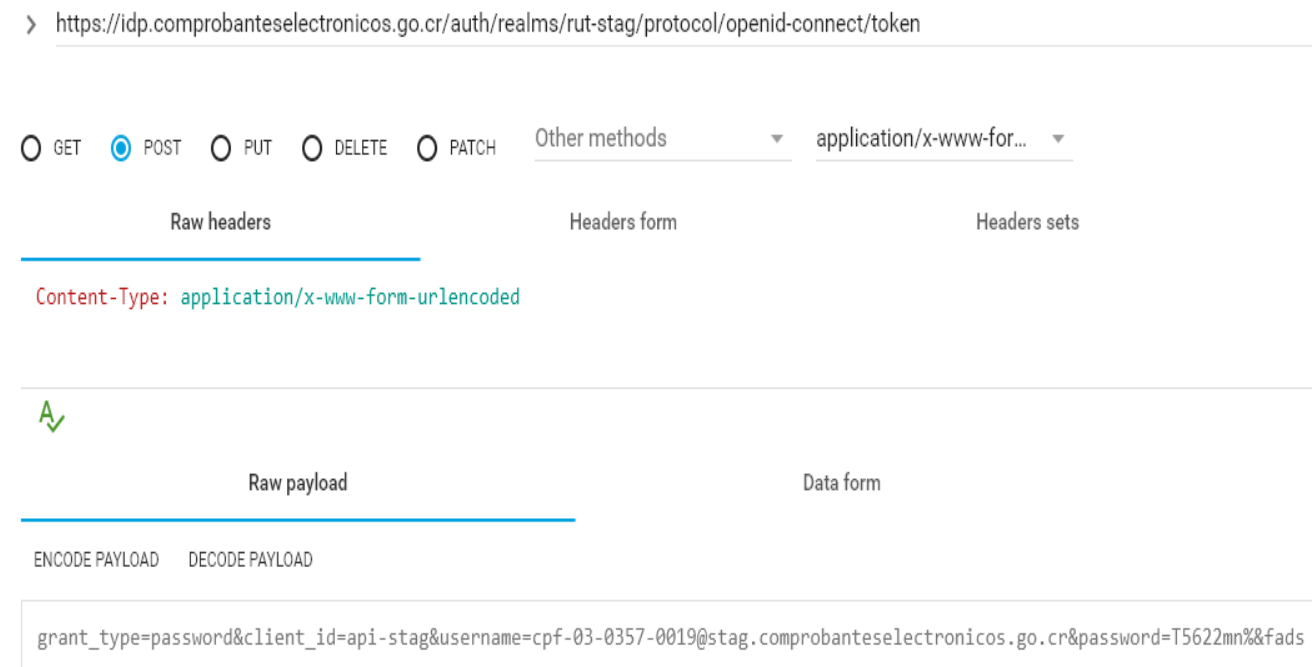 https://idp.comprobanteselectronicos.go.cr/auth/realms/rut-stag/protocol/openid-connect/token
GET POST PUT DELETE PATCH Other methods application/x-www-for...
Raw headers Headers form Headers sets
Content-Type: application/x-www-form-urlencoded
Raw payload Data form
ENCODE PAYLOAD DECODE PAYLOAD
grant_type=password&client_id=api-stag&username=cpf-03-0357-0019@stag.comprobanteselectronicos.go.cr&password=T5622mn%&fads